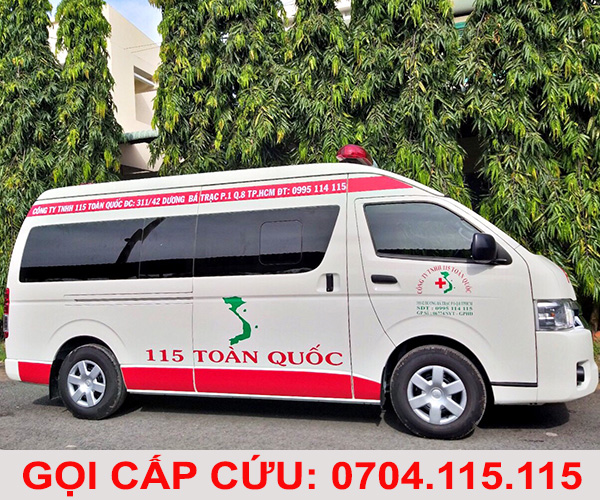 CÔNG TY TNHH 115 TOÀN QUỐC ĐC: 311/42 DƯƠNG BÁ TRẠC P.1 Q.8 TP.HCM ĐT: 0995 114 115
CÔNG TY TNHH 115 TOÀN QUỐC
SĐT : 0995 114 115
115 TOÀN QUỐC
GỌI CẤP CỨU: 0704.115.115